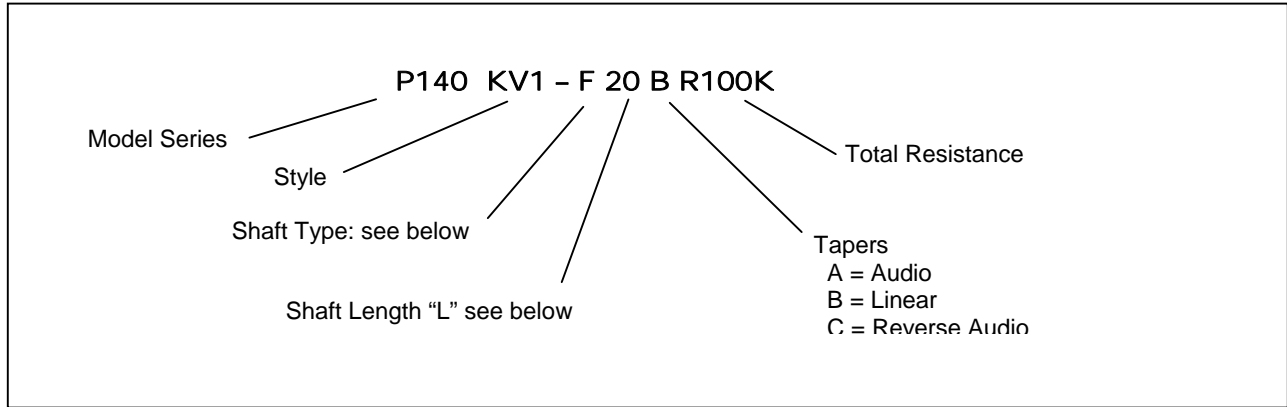 P140 KV1 – F 20 B R100K
Model Series
Total Resistance
Style
Shaft Type: see below
Tapers
A = Audio
B = Linear
C = Reverse Audio
Shaft Length “L” see below